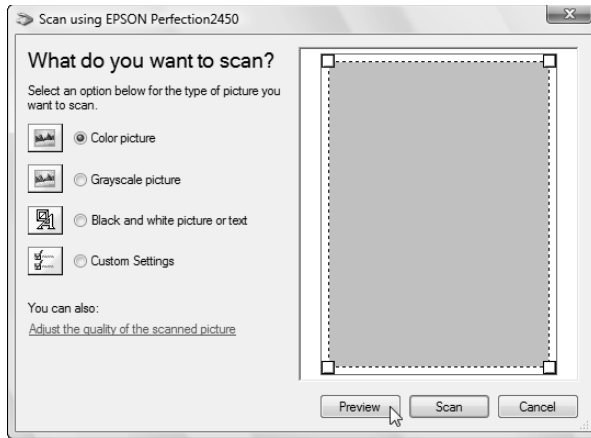 Scan using EPSON Perfection2450
What do you want to scan?
Select an option below for the type of picture you
want to scan.
Color picture
Grayscale picture
Black and white picture or text
Custom Settings
You can also:
Adjust the quality of the scanned picture
Preview Scan Cancel